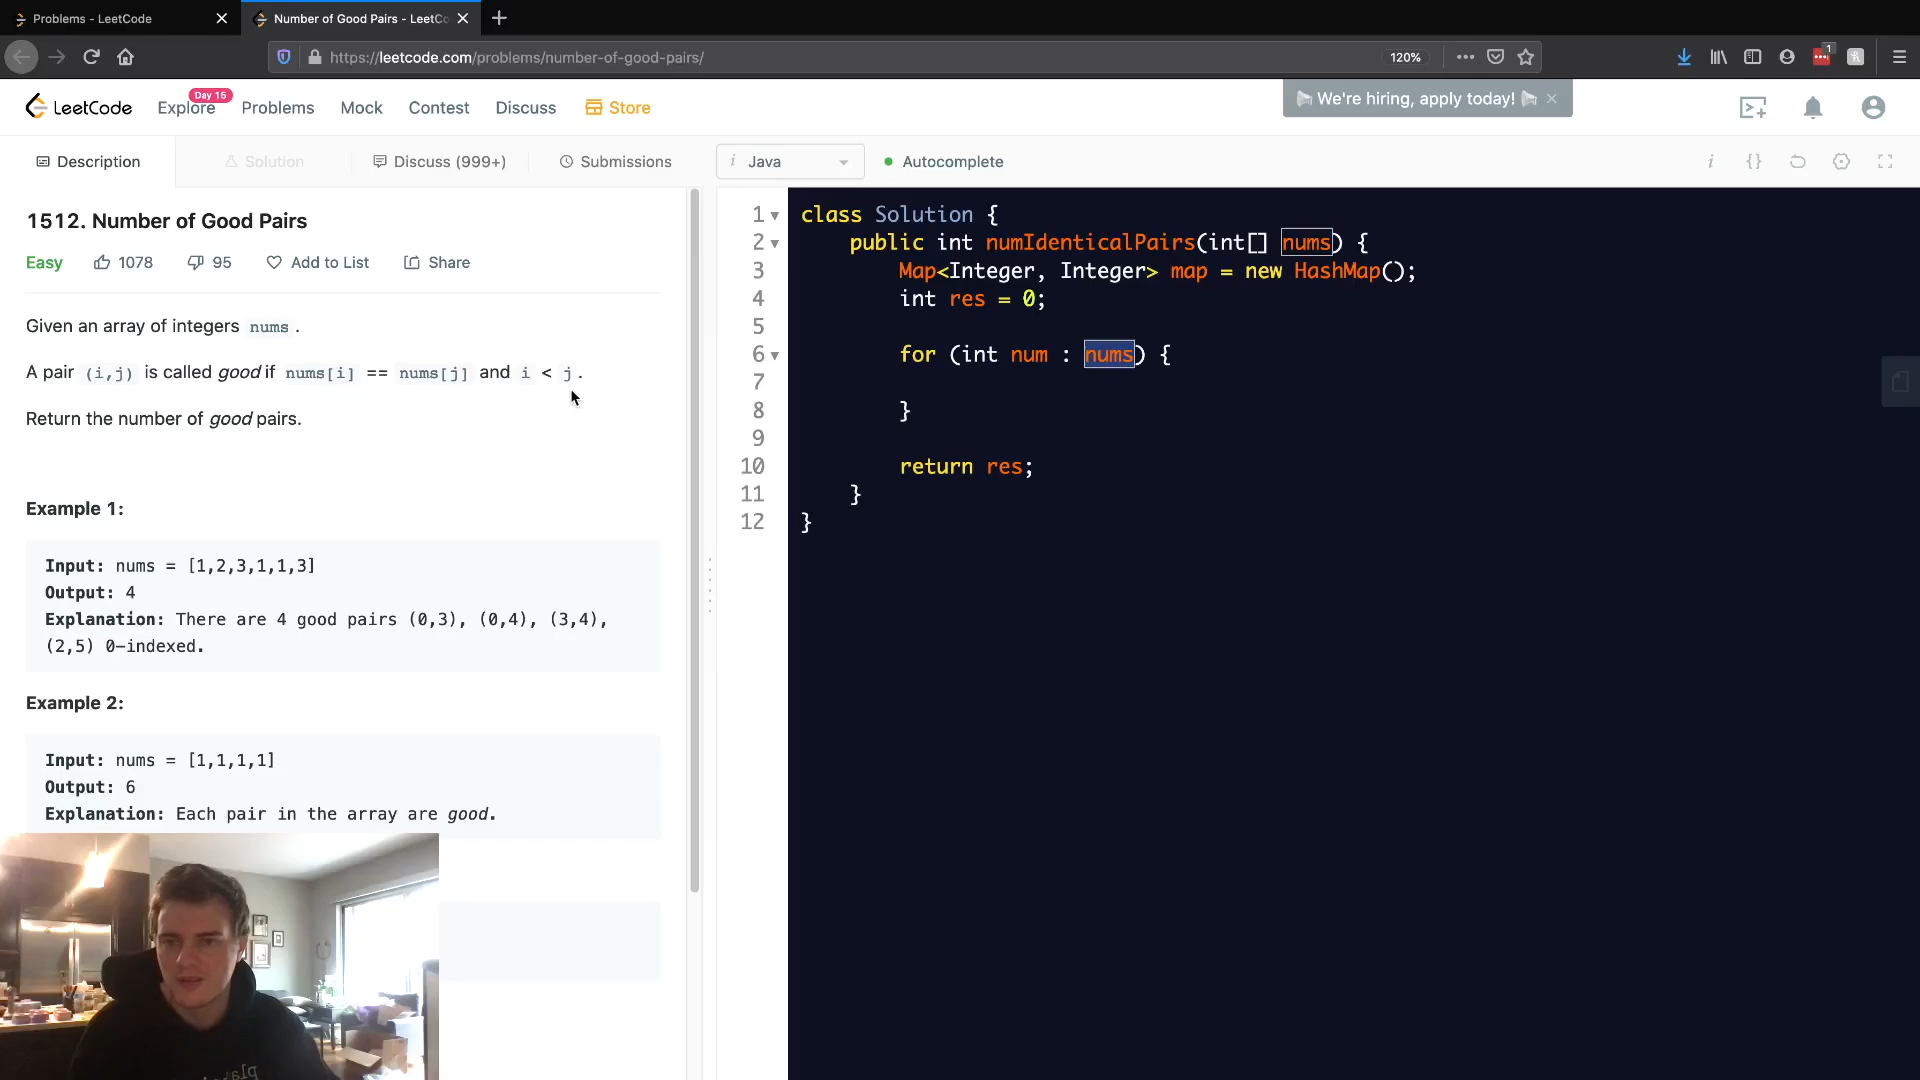 Problems - LeetCode
Number of Good Pairs - LeetCo
https://leetcode.com/problems/number-of-good-pairs/
120%
1
LeetCode
Explore
Day 15
Problems
Mock
Contest
Discuss
Store
We're hiring, apply today!
Description
Solution
Discuss (999+)
Submissions
i Java
Autocomplete
i {}
1512. Number of Good Pairs
Easy
1078
95
Add to List
Share
Given an array of integers nums .
A pair (i,j) is called good if nums[i] == nums[j] and i < j .
Return the number of good pairs.
Example 1:
Input: nums = [1,2,3,1,1,3]
Output: 4
Explanation: There are 4 good pairs (0,3), (0,4), (3,4),
(2,5) 0-indexed.
Example 2:
Input: nums = [1,1,1,1]
Output: 6
Explanation: Each pair in the array are good.
1 class Solution {
2 public int numIdenticalPairs(int[] nums) {
3 Map<Integer, Integer> map = new HashMap();
4 int res = 0;
5
6 for (int num : nums) {
7
8 }
9
10 return res;
11 }
12 }